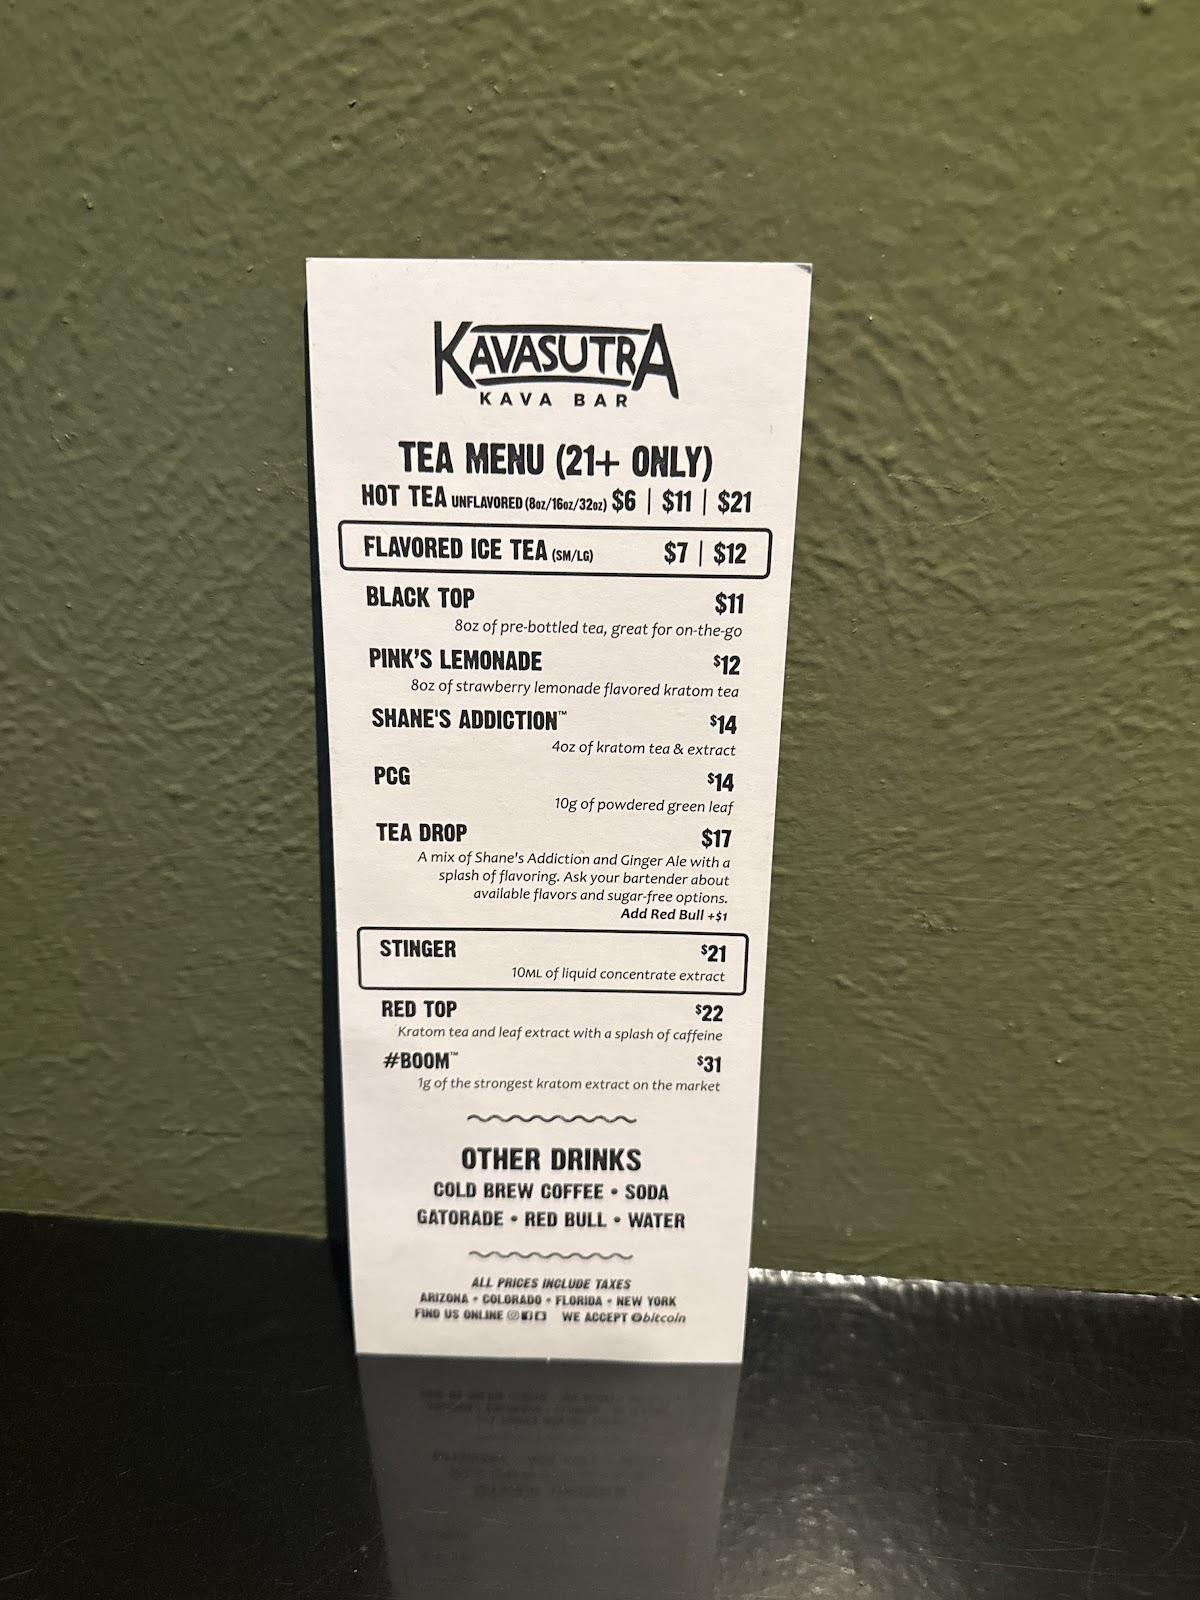 KAVASUTRA
KAVA BAR
TEA MENU (21+ ONLY)
HOT TEA UNFLAVORED (8oz/16oz/32oz) $6 | $11 | $21
FLAVORED ICE TEA (SM/LG) $7 | $12
BLACK TOP $11
8oz of pre-bottled tea, great for on-the-go
PINK'S LEMONADE $12
8oz of strawberry lemonade flavored kratom tea
SHANE'S ADDICTION™ $14
4oz of kratom tea & extract
PCG $14
10g of powdered green leaf
TEA DROP $17
A mix of Shane's Addiction and Ginger Ale with a
splash of flavoring. Ask your bartender about
available flavors and sugar-free options.
Add Red Bull +$1
STINGER $21
10ML of liquid concentrate extract
RED TOP $22
Kratom tea and leaf extract with a splash of caffeine
#BOOM™ $31
1g of the strongest kratom extract on the market
OTHER DRINKS
COLD BREW COFFEE • SODA
GATORADE • RED BULL • WATER
ALL PRICES INCLUDE TAXES
ARIZONA • COLORADO • FLORIDA • NEW YORK
FIND US ONLINE WE ACCEPT bitcoin